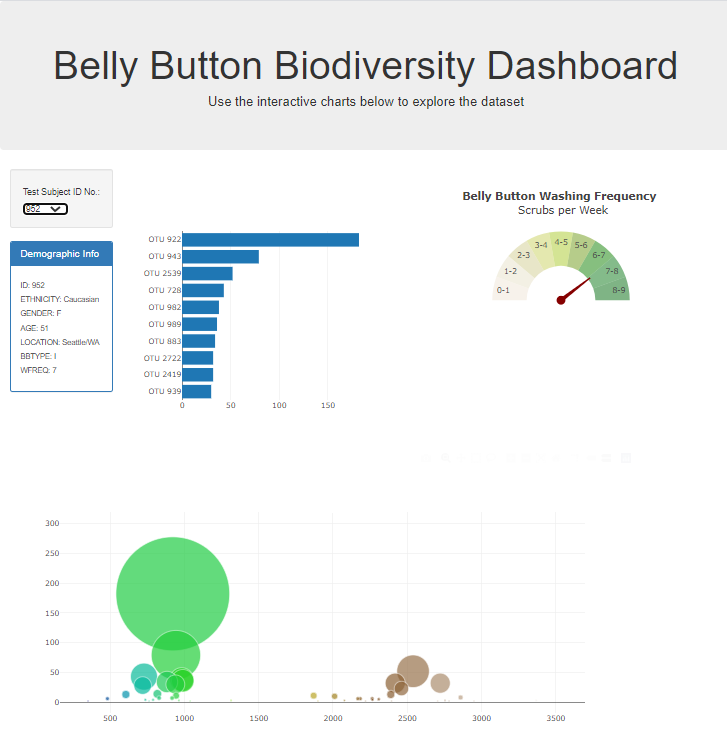 Belly Button Biodiversity Dashboard
Use the interactive charts below to explore the dataset
Test Subject ID No.:
952
Demographic Info
ID: 952
ETHNICITY: Caucasian
GENDER: F
AGE: 51
LOCATION: Seattle/WA
BBTYPE: I
WFREQ: 7
OTU 922
OTU 943
OTU 2539
OTU 728
OTU 982
OTU 989
OTU 883
OTU 2722
OTU 2419
OTU 939
0 50 100 150
Belly Button Washing Frequency
Scrubs per Week
0-1
1-2
2-3
3-4
4-5
5-6
6-7
7-8
8-9
300
250
200
150
100
50
0
500 1000 1500 2000 2500 3000 3500